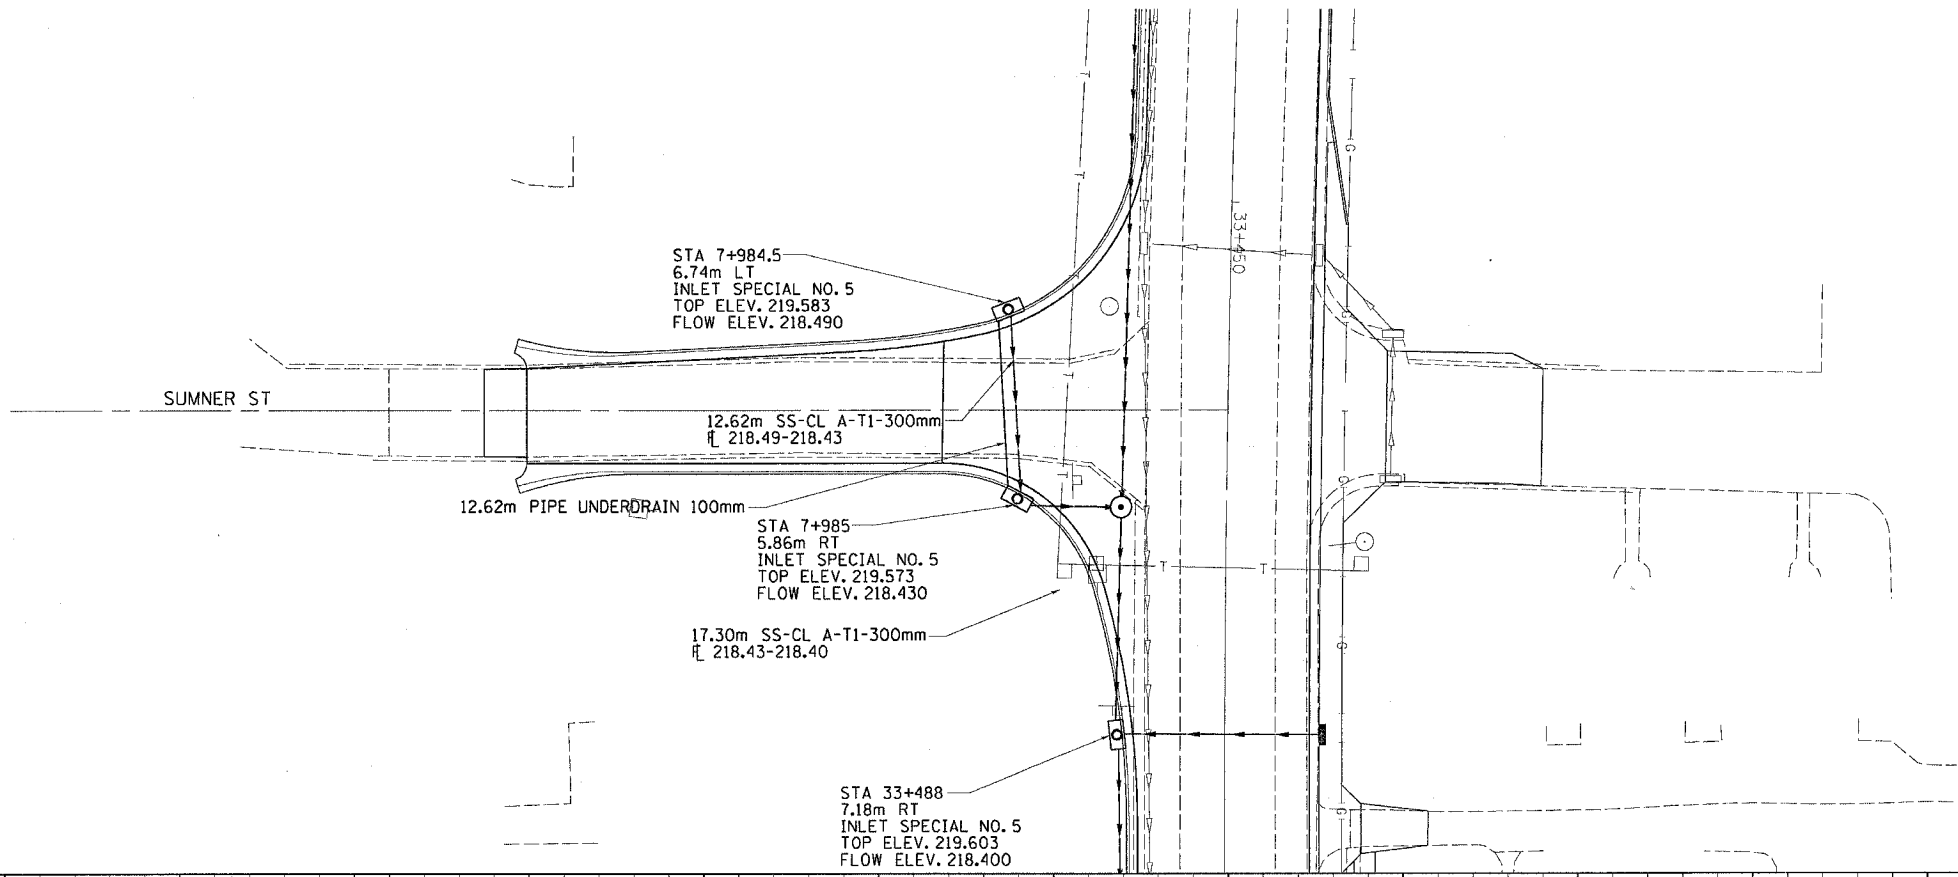 STA 7+984.5
6.74m LT
INLET SPECIAL NO. 5
TOP ELEV. 219.583
FLOW ELEV. 218.490
33+450
SUMNER ST
12.62m SS-CL A-T1-300mm
FL 218.49-218.43
12.62m PIPE UNDERDRAIN 100mm
STA 7+985
5.86m RT
INLET SPECIAL NO. 5
TOP ELEV. 219.573
FLOW ELEV. 218.430
17.30m SS-CL A-T1-300mm
FL 218.43-218.40
STA 33+488
7.18m RT
INLET SPECIAL NO. 5
TOP ELEV. 219.603
FLOW ELEV. 218.400
T
T
T
T
T
T
G
G
G
G
G